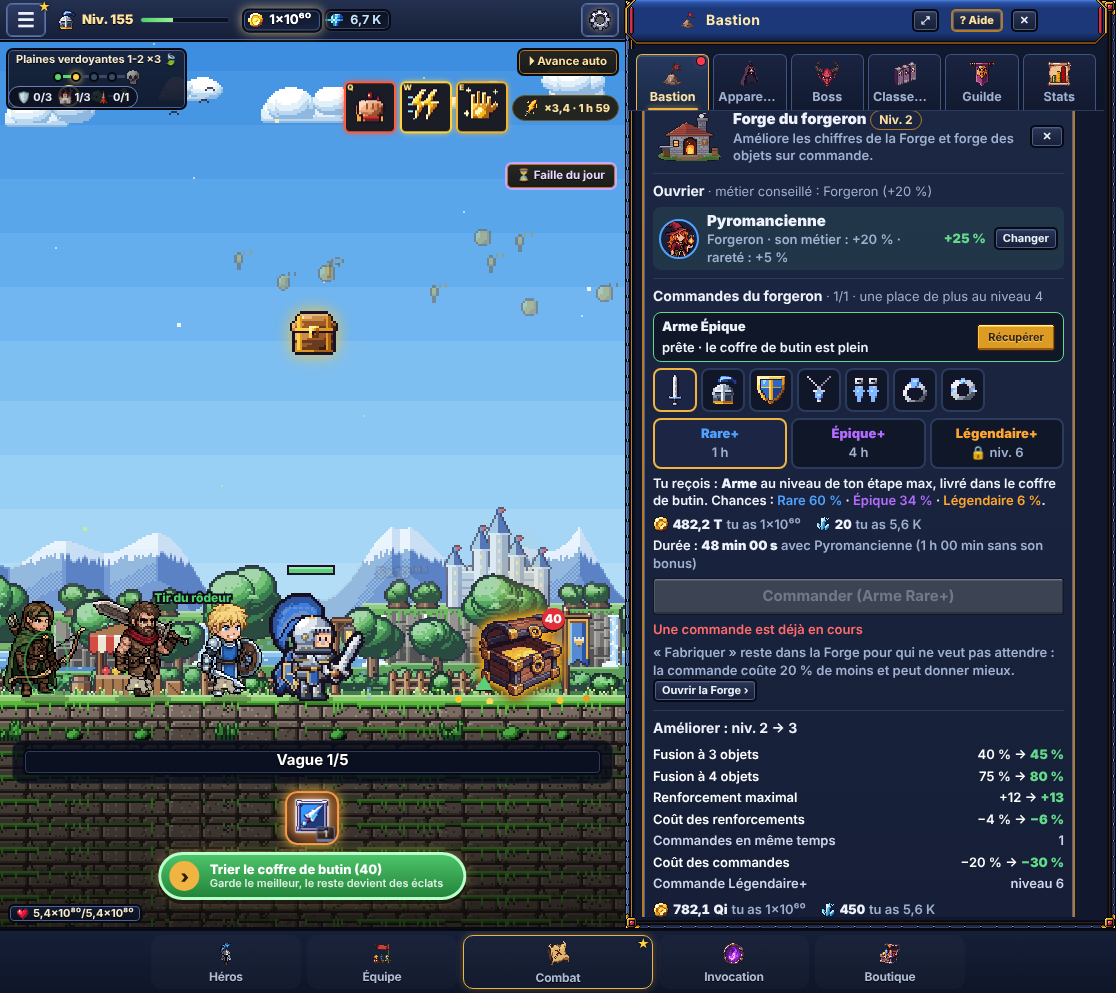 Niv. 155
1×10⁶⁰
6,7 K
Plaines verdoyantes 1-2 ×3
0/3
1/3
0/1
Avance auto
Q
W
E
×3,4 · 1 h 59
Faille du jour
Tir du rôdeur
40
Vague 1/5
1
Trier le coffre de butin (40)
Garde le meilleur, le reste devient des éclats
5,4×10⁸⁰/5,4×10⁸⁰
Bastion
? Aide
×
Bastion
Appare…
Boss
Classe…
Guilde
Stats
Forge du forgeron Niv. 2
Améliore les chiffres de la Forge et forge des
objets sur commande.
×
Ouvrier · métier conseillé : Forgeron (+20 %)
Pyromancienne
Forgeron · son métier : +20 % ·
rareté : +5 %
+25 %
Changer
Commandes du forgeron · 1/1 · une place de plus au niveau 4
Arme Épique
prête · le coffre de butin est plein
Récupérer
Rare+
1 h
Épique+
4 h
Légendaire+
niv. 6
Tu reçois : Arme au niveau de ton étape max, livré dans le coffre
de butin. Chances : Rare 60 % · Épique 34 % · Légendaire 6 %.
482,2 T tu as 1×10⁶⁰ 20 tu as 5,6 K
Durée : 48 min 00 s avec Pyromancienne (1 h 00 min sans son
bonus)
Commander (Arme Rare+)
Une commande est déjà en cours
« Fabriquer » reste dans la Forge pour qui ne veut pas attendre :
la commande coûte 20 % de moins et peut donner mieux.
Ouvrir la Forge ›
Améliorer : niv. 2 → 3
Fusion à 3 objets 40 % → 45 %
Fusion à 4 objets 75 % → 80 %
Renforcement maximal +12 → +13
Coût des renforcements −4 % → −6 %
Commandes en même temps 1
Coût des commandes −20 % → −30 %
Commande Légendaire+ niveau 6
782,1 Qi tu as 1×10⁶⁰ 450 tu as 5,6 K
Héros
Équipe
Combat
Invocation
Boutique